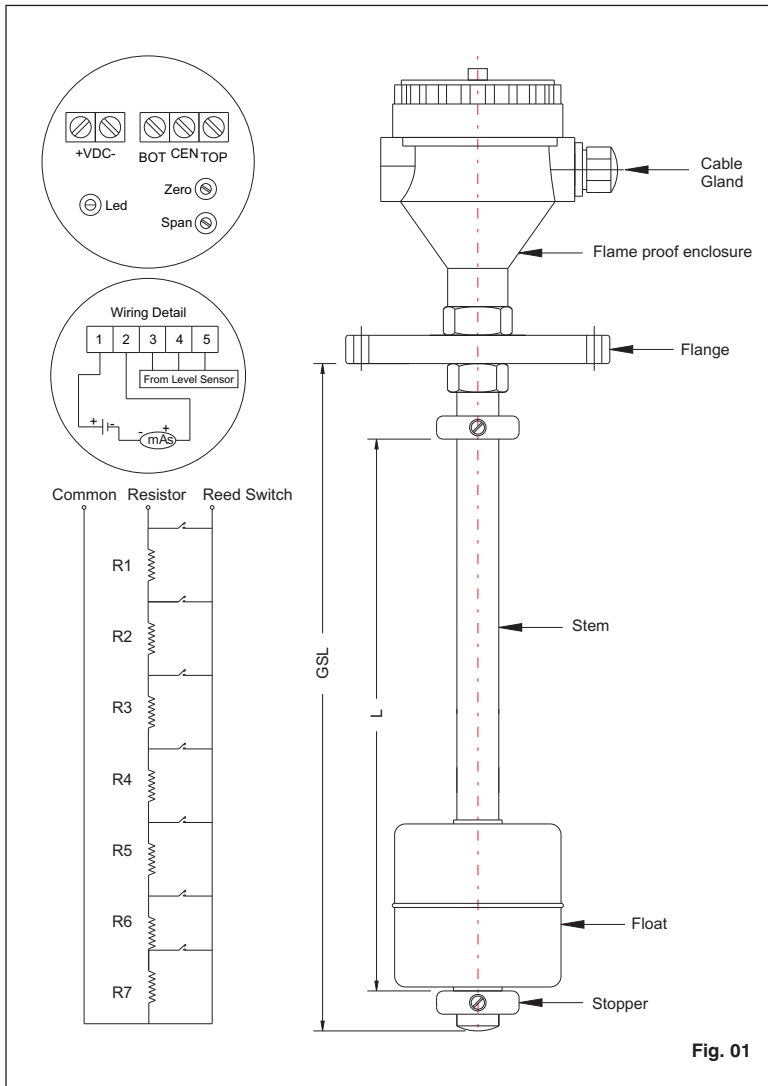 +VDC-
BOT CEN TOP
Zero
Led
Span
Wiring Detail
1 2 3 4 5
From Level Sensor
+ -
- +
mAs
Common Resistor Reed Switch
R1
R2
R3
R4
R5
R6
R7
Cable
Gland
Flame proof enclosure
Flange
Stem
GSL
L
Float
Stopper
Fig. 01